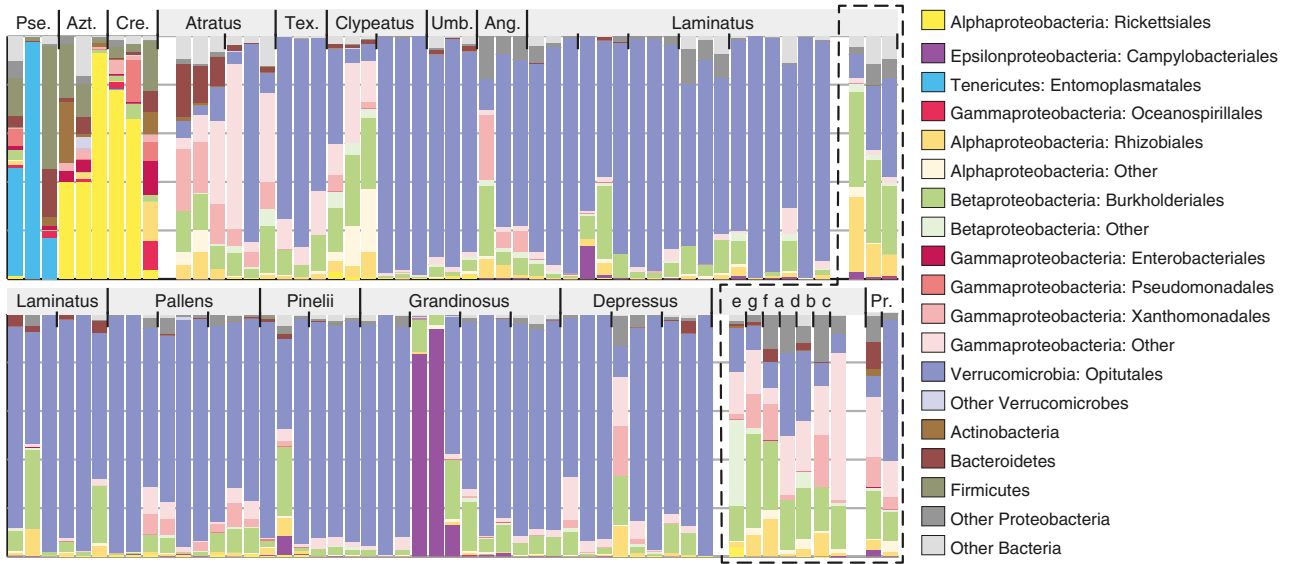 Pse. Azt. Cre. Atratus Tex. Clypeatus Umb. Ang. Laminatus
Laminatus Pallens Pinelii Grandinosus Depressus e g f a d b c Pr.
Alphaproteobacteria: Rickettsiales
Epsilonproteobacteria: Campylobacteriales
Tenericutes: Entomoplasmatales
Gammaproteobacteria: Oceanospirillales
Alphaproteobacteria: Rhizobiales
Alphaproteobacteria: Other
Betaproteobacteria: Burkholderiales
Betaproteobacteria: Other
Gammaproteobacteria: Enterobacteriales
Gammaproteobacteria: Pseudomonadales
Gammaproteobacteria: Xanthomonadales
Gammaproteobacteria: Other
Verrucomicrobia: Opitutales
Other Verrucomicrobes
Actinobacteria
Bacteroidetes
Firmicutes
Other Proteobacteria
Other Bacteria